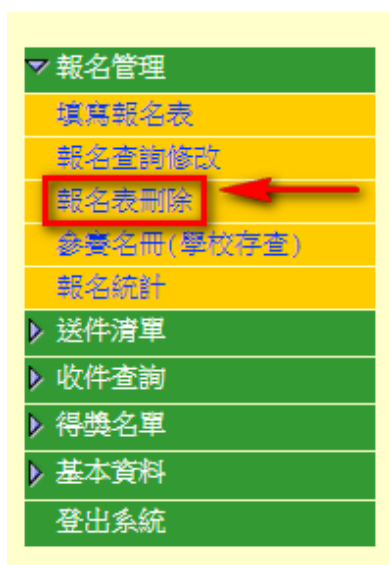 報名管理
填寫報名表
報名查詢修改
報名表刪除
參賽名冊(學校存查)
報名統計
送件清單
收件查詢
得獎名單
基本資料
登出系統